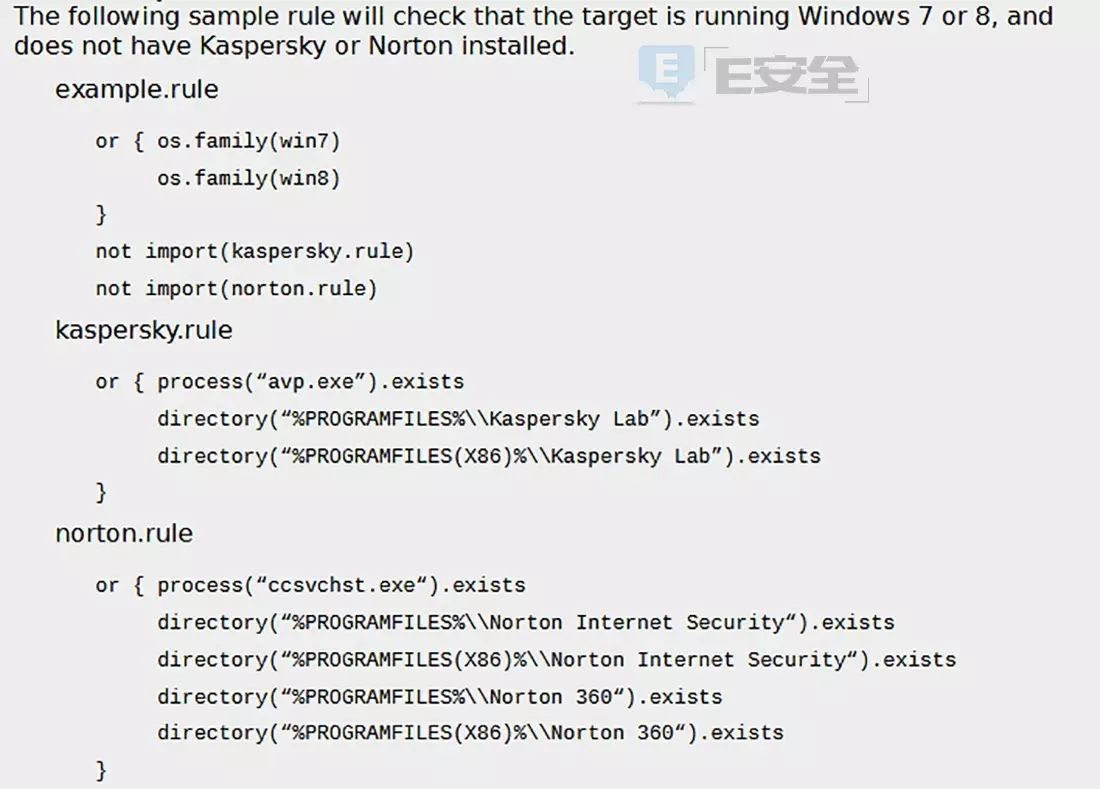 The following sample rule will check that the target is running Windows 7 or 8, and
does not have Kaspersky or Norton installed.
E安全
example.rule
or { os.family(win7)
os.family(win8)
}
not import(kaspersky.rule)
not import(norton.rule)
kaspersky.rule
or { process(“avp.exe”).exists
directory(“%PROGRAMFILES%\\Kaspersky Lab”).exists
directory(“%PROGRAMFILES(X86)%\\Kaspersky Lab”).exists
}
norton.rule
or { process(“ccsvchst.exe“).exists
directory(“%PROGRAMFILES%\\Norton Internet Security“).exists
directory(“%PROGRAMFILES(X86)%\\Norton Internet Security“).exists
directory(“%PROGRAMFILES%\\Norton 360“).exists
directory(“%PROGRAMFILES(X86)%\\Norton 360“).exists
}